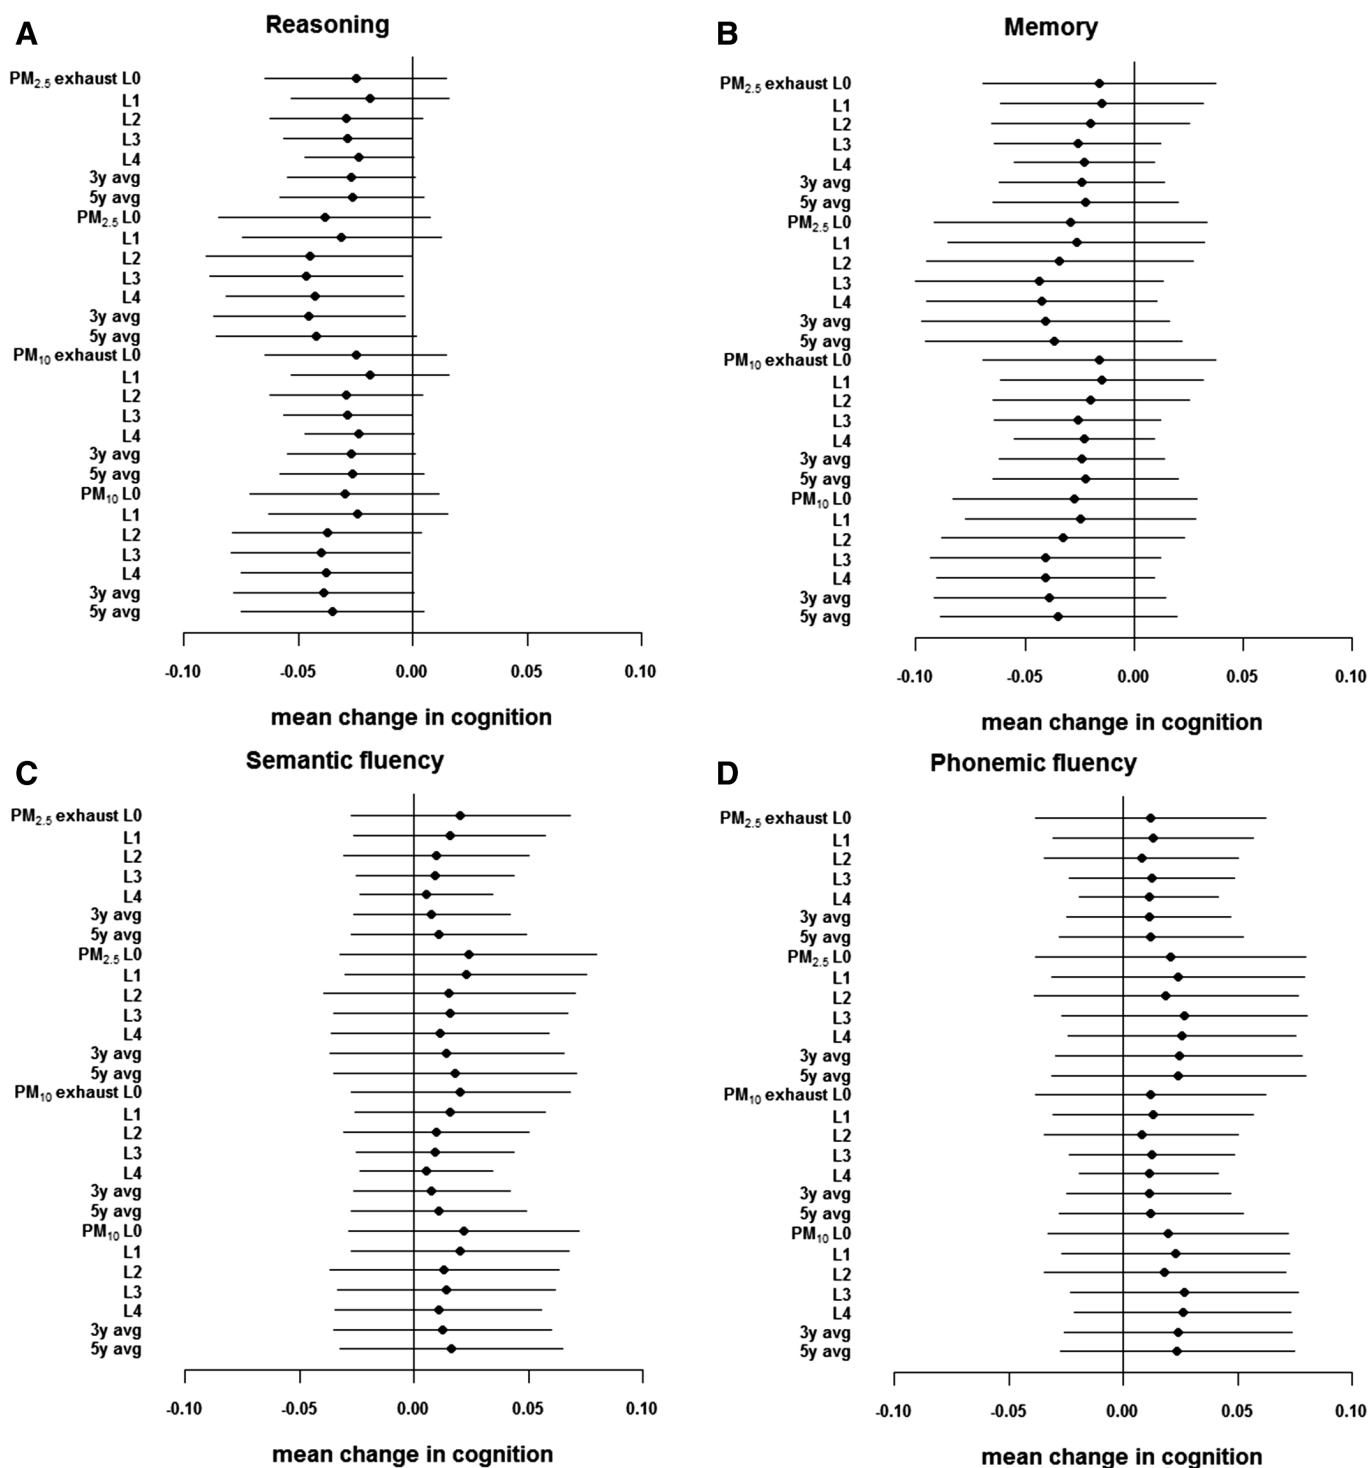 A
Reasoning
PM2.5 exhaust L0
L1
L2
L3
L4
3y avg
5y avg
PM2.5 L0
L1
L2
L3
L4
3y avg
5y avg
PM10 exhaust L0
L1
L2
L3
L4
3y avg
5y avg
PM10 L0
L1
L2
L3
L4
3y avg
5y avg
-0.10 -0.05 0.00 0.05 0.10
mean change in cognition
B
Memory
PM2.5 exhaust L0
L1
L2
L3
L4
3y avg
5y avg
PM2.5 L0
L1
L2
L3
L4
3y avg
5y avg
PM10 exhaust L0
L1
L2
L3
L4
3y avg
5y avg
PM10 L0
L1
L2
L3
L4
3y avg
5y avg
-0.10 -0.05 0.00 0.05 0.10
mean change in cognition
C
Semantic fluency
PM2.5 exhaust L0
L1
L2
L3
L4
3y avg
5y avg
PM2.5 L0
L1
L2
L3
L4
3y avg
5y avg
PM10 exhaust L0
L1
L2
L3
L4
3y avg
5y avg
PM10 L0
L1
L2
L3
L4
3y avg
5y avg
-0.10 -0.05 0.00 0.05 0.10
mean change in cognition
D
Phonemic fluency
PM2.5 exhaust L0
L1
L2
L3
L4
3y avg
5y avg
PM2.5 L0
L1
L2
L3
L4
3y avg
5y avg
PM10 exhaust L0
L1
L2
L3
L4
3y avg
5y avg
PM10 L0
L1
L2
L3
L4
3y avg
5y avg
-0.10 -0.05 0.00 0.05 0.10
mean change in cognition